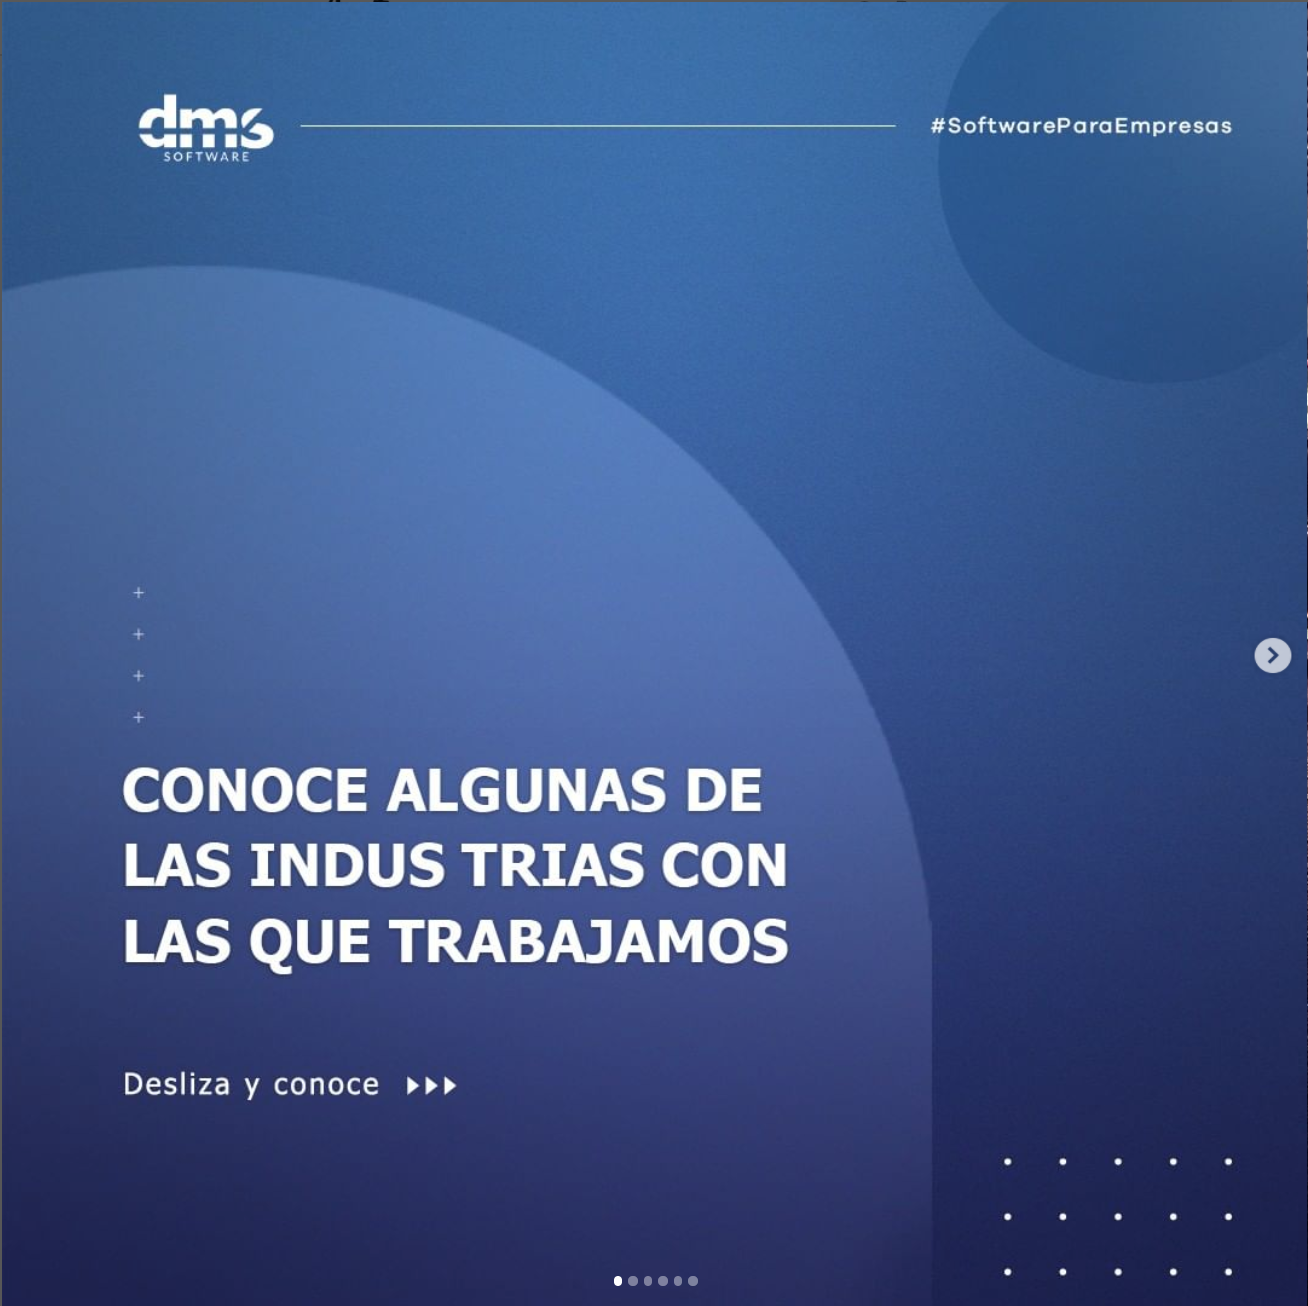 dms
SOFTWARE
#SoftwareParaEmpresas
CONOCE ALGUNAS DE
LAS INDUS TRIAS CON
LAS QUE TRABAJAMOS
Desliza y conoce